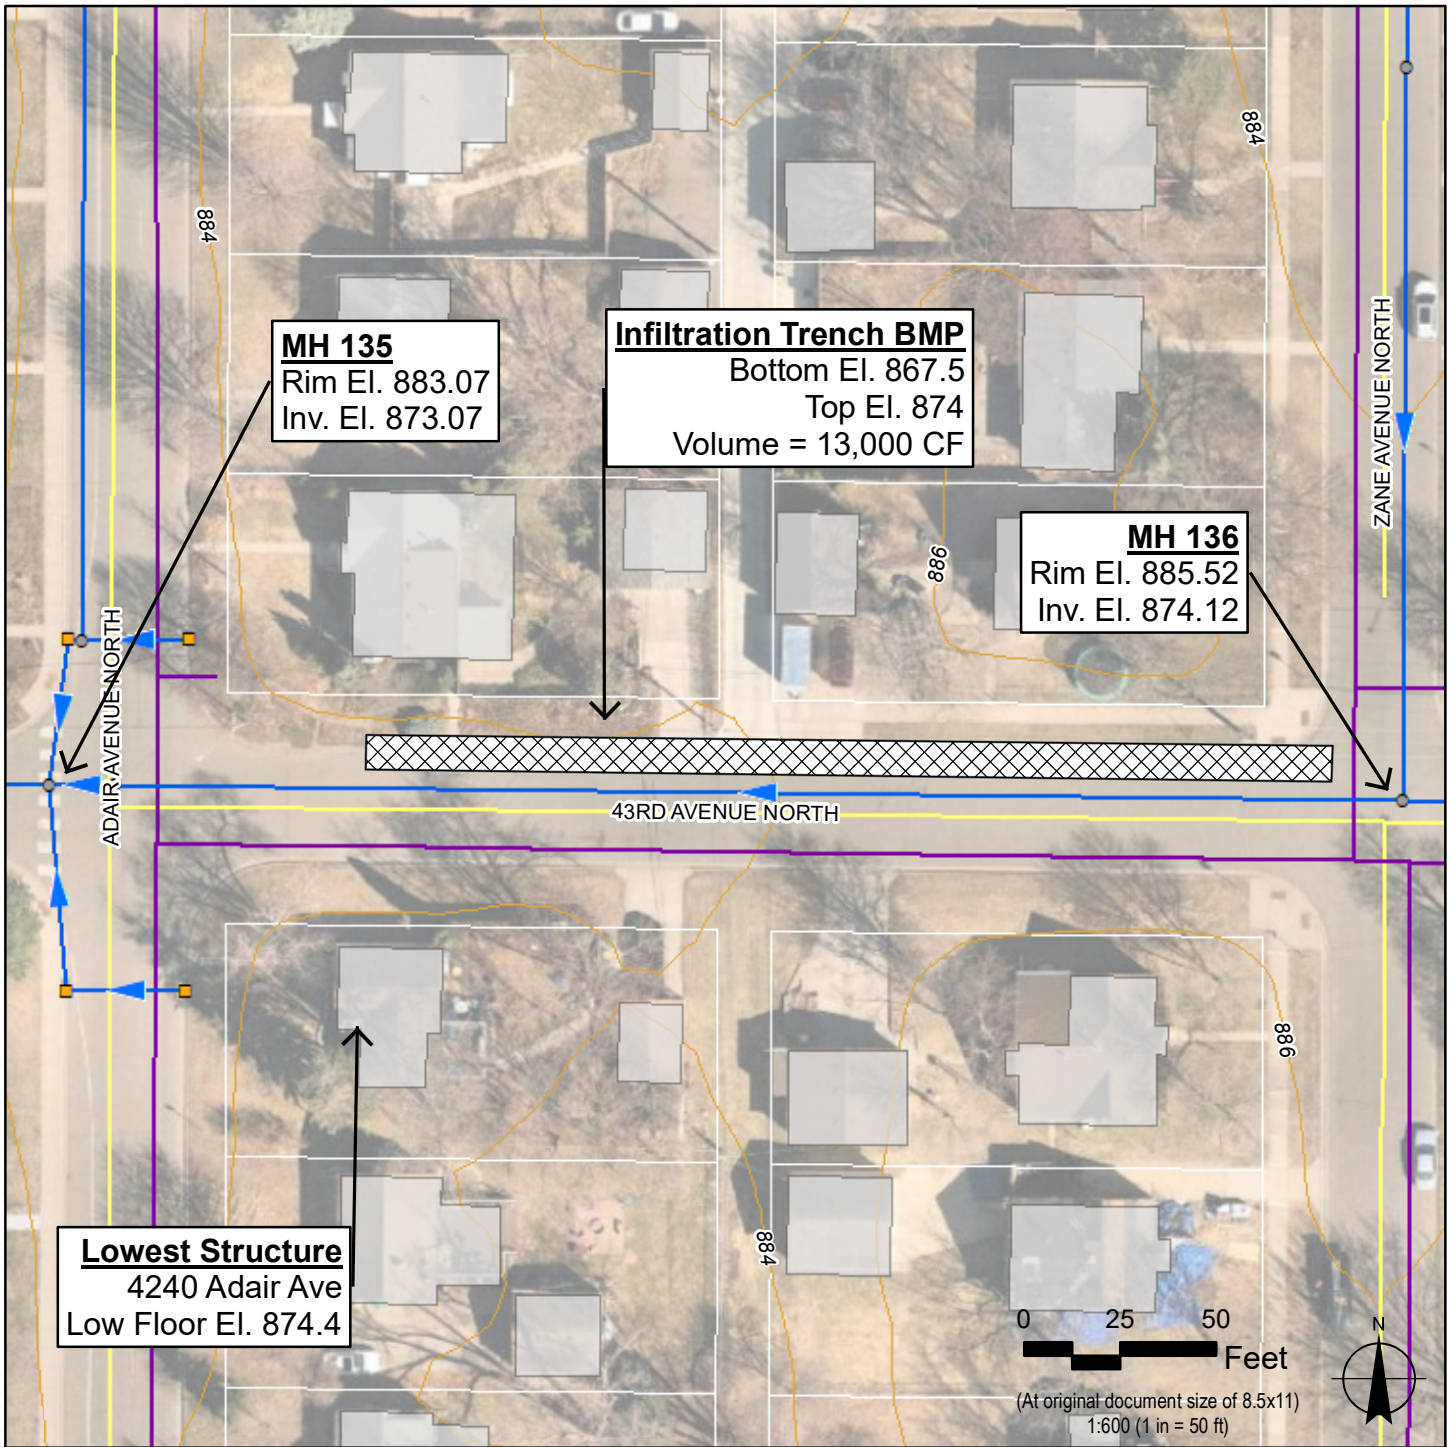 884
884
ZANE AVENUE NORTH
MH 135
Rim El. 883.07
Inv. El. 873.07
Infiltration Trench BMP
Bottom El. 867.5
Top El. 874
Volume = 13,000 CF
886
MH 136
Rim El. 885.52
Inv. El. 874.12
ADAIR AVENUE NORTH
43RD AVENUE NORTH
886
884
Lowest Structure
4240 Adair Ave
Low Floor El. 874.4
0 25 50
Feet
(At original document size of 8.5x11)
1:600 (1 in = 50 ft)
N